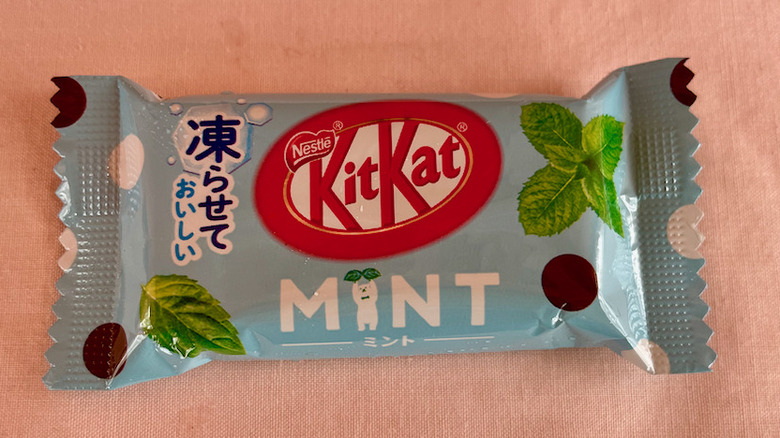 凍らせて
おいしい
Nestlé®
KitKat®
MINT
ミント